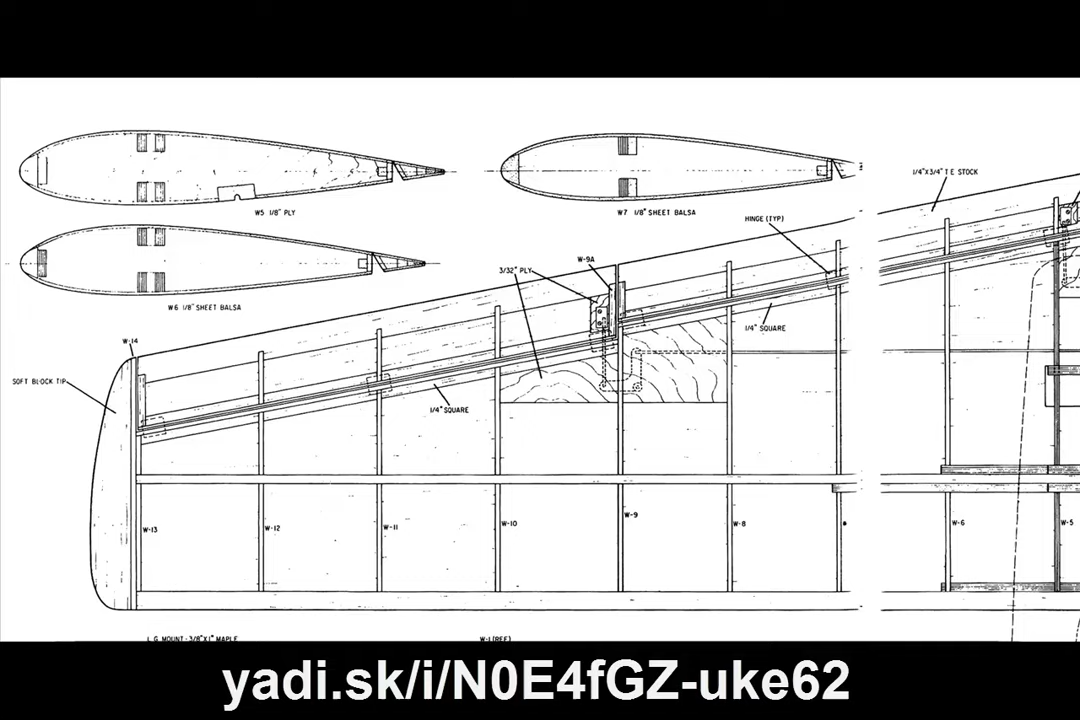 1/4"X3/4" T E STOCK
W5 1/8" PLY
W7 1/8" SHEET BALSA
HINGE (TYP)
W-9A
3/32" PLY
W6 1/8" SHEET BALSA
1/4" SQUARE
W-14
SOFT BLOCK TIP
1/4" SQUARE
W-13
W-12
W-11
W-10
W-9
W-8
W-6
W-5
L G MOUNT - 3/8"X1" MAPLE
W-1 (REF)
yadi.sk/i/N0E4fGZ-uke62